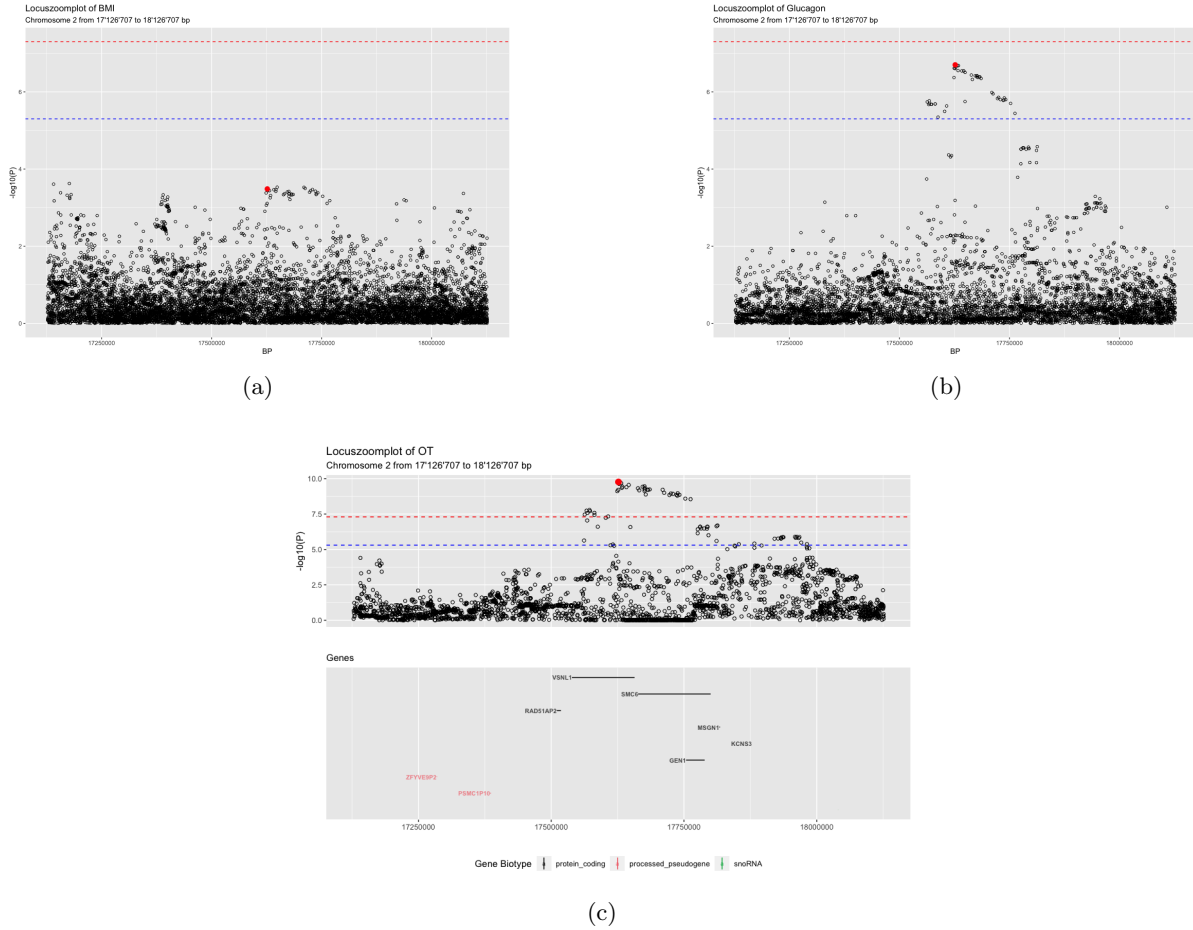 Locuszoomplot of BMI
Chromosome 2 from 17'126'707 to 18'126'707 bp
-log10(P)
6
4
2
0
17250000 17500000 17750000 18000000
BP
(a)
Locuszoomplot of Glucagon
Chromosome 2 from 17'126'707 to 18'126'707 bp
-log10(P)
6
4
2
0
17250000 17500000 17750000 18000000
BP
(b)
Locuszoomplot of OT
Chromosome 2 from 17'126'707 to 18'126'707 bp
-log10(P)
10.0
7.5
5.0
2.5
0.0
Genes
VSNL1
SMC6
RAD51AP2
MSGN1
KCNS3
GEN1
PSMC1P10
17250000 17500000 17750000 18000000
Gene Biotype protein_coding processed_pseudogene snoRNA
(c)